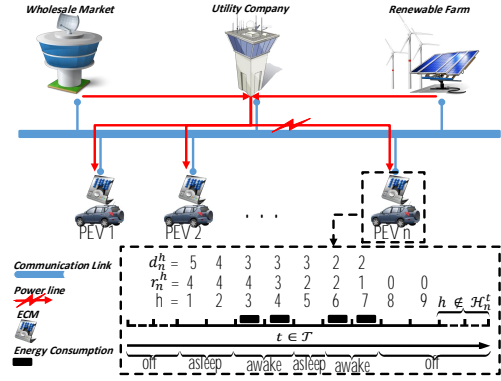 Wholesale Market
Utility Company
Renewable Farm
PEV 1
PEV 2
. . .
PEV n
Communication Link
Power line
ECM
Energy Consumption
d_n^h = 5 4 3 3 3 2 2
r_n^h = 4 4 4 3 2 2 1 0 0
h = 1 2 3 4 5 6 7 8 9
h ∉ ℋ_n^t
t ∈ 𝒯
off asleep awake asleep awake off